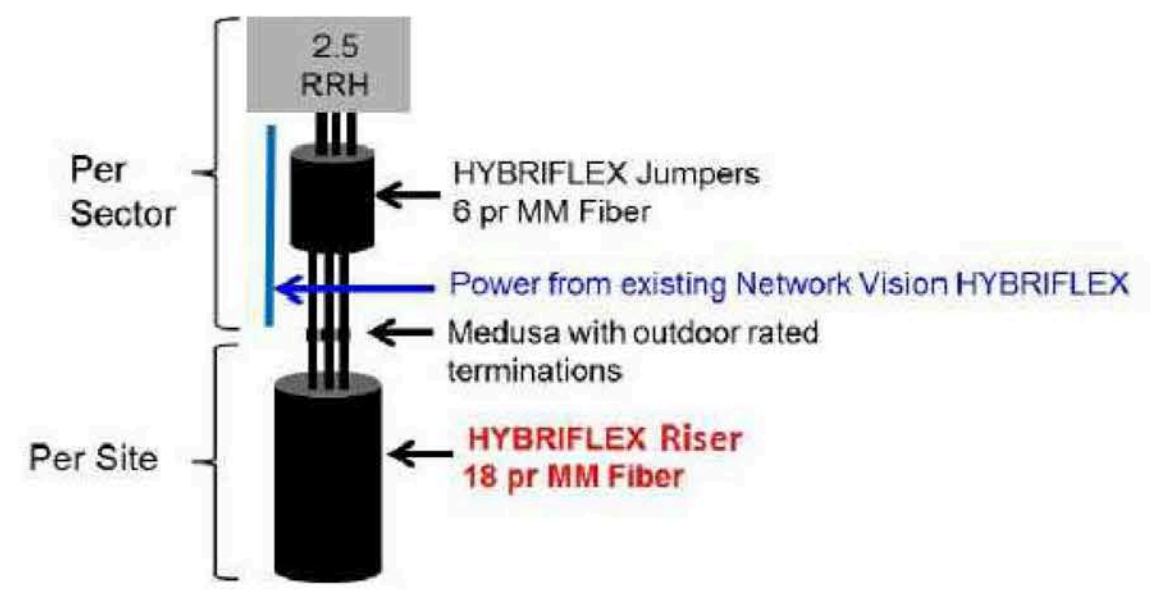 2.5
RRH
Per
Sector
HYBRIFLEX Jumpers
6 pr MM Fiber
Power from existing Network Vision HYBRIFLEX
Medusa with outdoor rated
terminations
Per Site
HYBRIFLEX Riser
18 pr MM Fiber